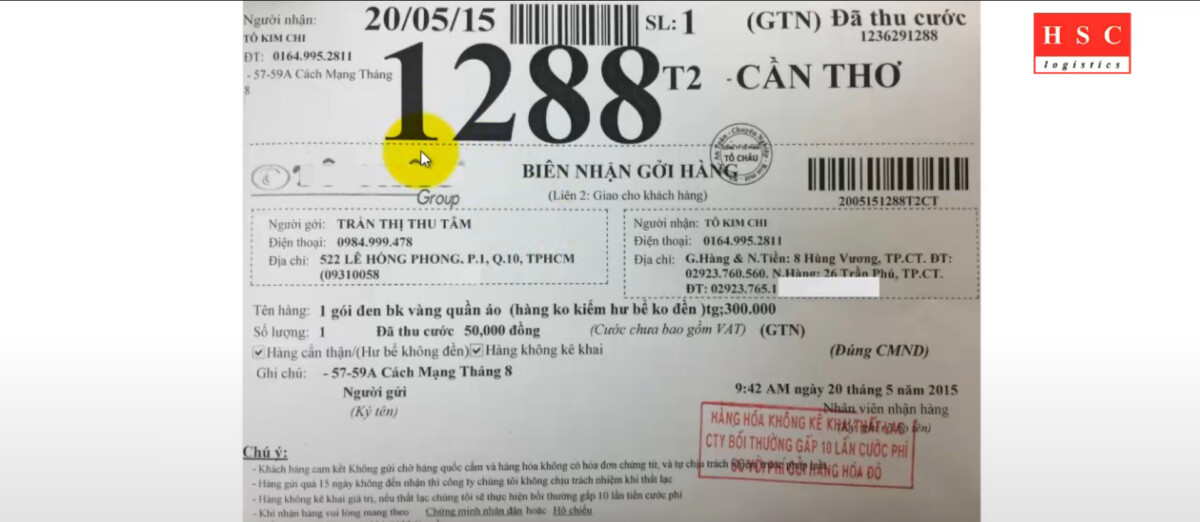 Người nhận:
TÔ KIM CHI
ĐT: 0164.995.2811
- 57-59A Cách Mạng Tháng
8
20/05/15
SL: 1
(GTN) Đã thu cước
1236291288
1288 T2 - CẦN THƠ
H S C
logistics
Group
BIÊN NHẬN GỞI HÀNG
(Liên 2: Giao cho khách hàng)
TÔ CHÂU
2005151288T2CT
Người gởi: TRẦN THỊ THU TÂM
Điện thoại: 0984.999.478
Địa chỉ: 522 LÊ HỒNG PHONG, P.1, Q.10, TPHCM
(09310058
Người nhận: TÔ KIM CHI
Điện thoại: 0164.995.2811
Địa chỉ: G.Hàng & N.Tiền: 8 Hùng Vương, TP.CT. ĐT:
02923.760.560. N.Hàng: 26 Trần Phú, TP.CT.
ĐT: 02923.765.1
Tên hàng: 1 gói đen bk vàng quần áo (hàng ko kiểm hư bể ko đền )tg;300.000
Số lượng: 1 Đã thu cước 50,000 đồng (Cước chưa bao gồm VAT) (GTN)
Hàng cẩn thận/(Hư bể không đền) Hàng không kê khai (Đúng CMND)
Ghi chú: - 57-59A Cách Mạng Tháng 8
Người gửi
(Ký tên)
9:42 AM ngày 20 tháng 5 năm 2015
Nhân viên nhận hàng
HÀNG HÓA KHÔNG KÊ KHAI THẤT LẠC
CTY BỒI THƯỜNG GẤP 10 LẦN CƯỚC PHÍ
GỞI HÀNG HÓA ĐÓ
Chú ý:
- Khách hàng cam kết Không gửi chở hàng quốc cấm và hàng hóa không có hóa đơn chứng từ, và tự chịu trách
- Hàng gửi quá 15 ngày không đến nhận thì công ty chúng tôi không chịu trách nhiệm khi thất lạc
- Hàng không kê khai giá trị, nếu thất lạc chúng tôi sẽ thực hiện bồi thường gấp 10 lần tiền cước phí
- Khi nhận hàng vui lòng mang theo Chứng minh nhân dân hoặc Hộ chiếu